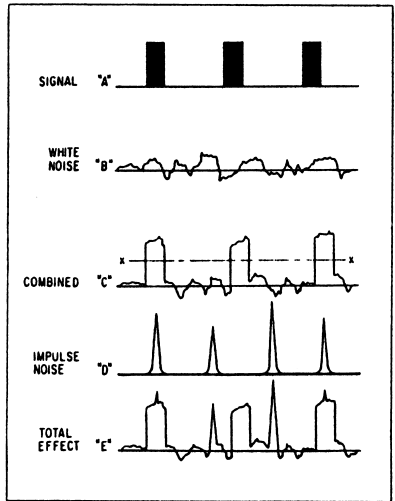 SIGNAL "A"
WHITE
NOISE "B"
x x
COMBINED "C"
IMPULSE
NOISE "D"
TOTAL
EFFECT "E"